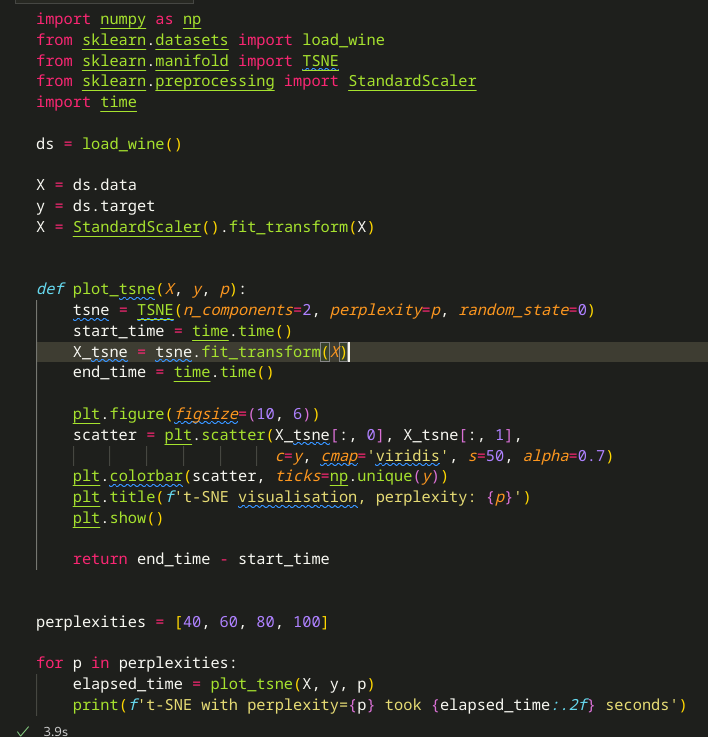 import numpy as np
from sklearn.datasets import load_wine
from sklearn.manifold import TSNE
from sklearn.preprocessing import StandardScaler
import time
ds = load_wine()
X = ds.data
y = ds.target
X = StandardScaler().fit_transform(X)
def plot_tsne(X, y, p):
tsne = TSNE(n_components=2, perplexity=p, random_state=0)
start_time = time.time()
X_tsne = tsne.fit_transform(X)
end_time = time.time()
plt.figure(figsize=(10, 6))
scatter = plt.scatter(X_tsne[:, 0], X_tsne[:, 1],
c=y, cmap='viridis', s=50, alpha=0.7)
plt.colorbar(scatter, ticks=np.unique(y))
plt.title(f't-SNE visualisation, perplexity: {p}')
plt.show()
return end_time - start_time
perplexities = [40, 60, 80, 100]
for p in perplexities:
elapsed_time = plot_tsne(X, y, p)
print(f't-SNE with perplexity={p} took {elapsed_time:.2f} seconds')
3.9s